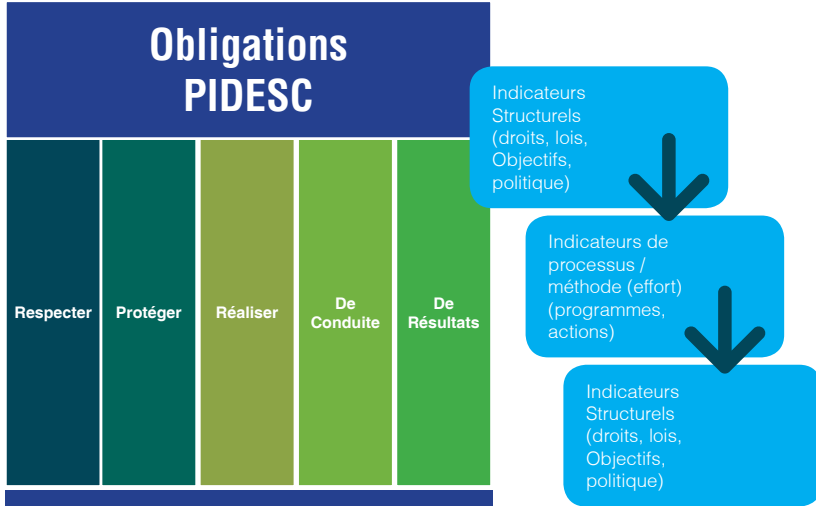 Obligations
PIDESC
Respecter
Protéger
Réaliser
De
Conduite
De
Résultats
Indicateurs
Structurels
(droits, lois,
Objectifs,
politique)
Indicateurs de
processus /
méthode (effort)
(programmes,
actions)
Indicateurs
Structurels
(droits, lois,
Objectifs,
politique)